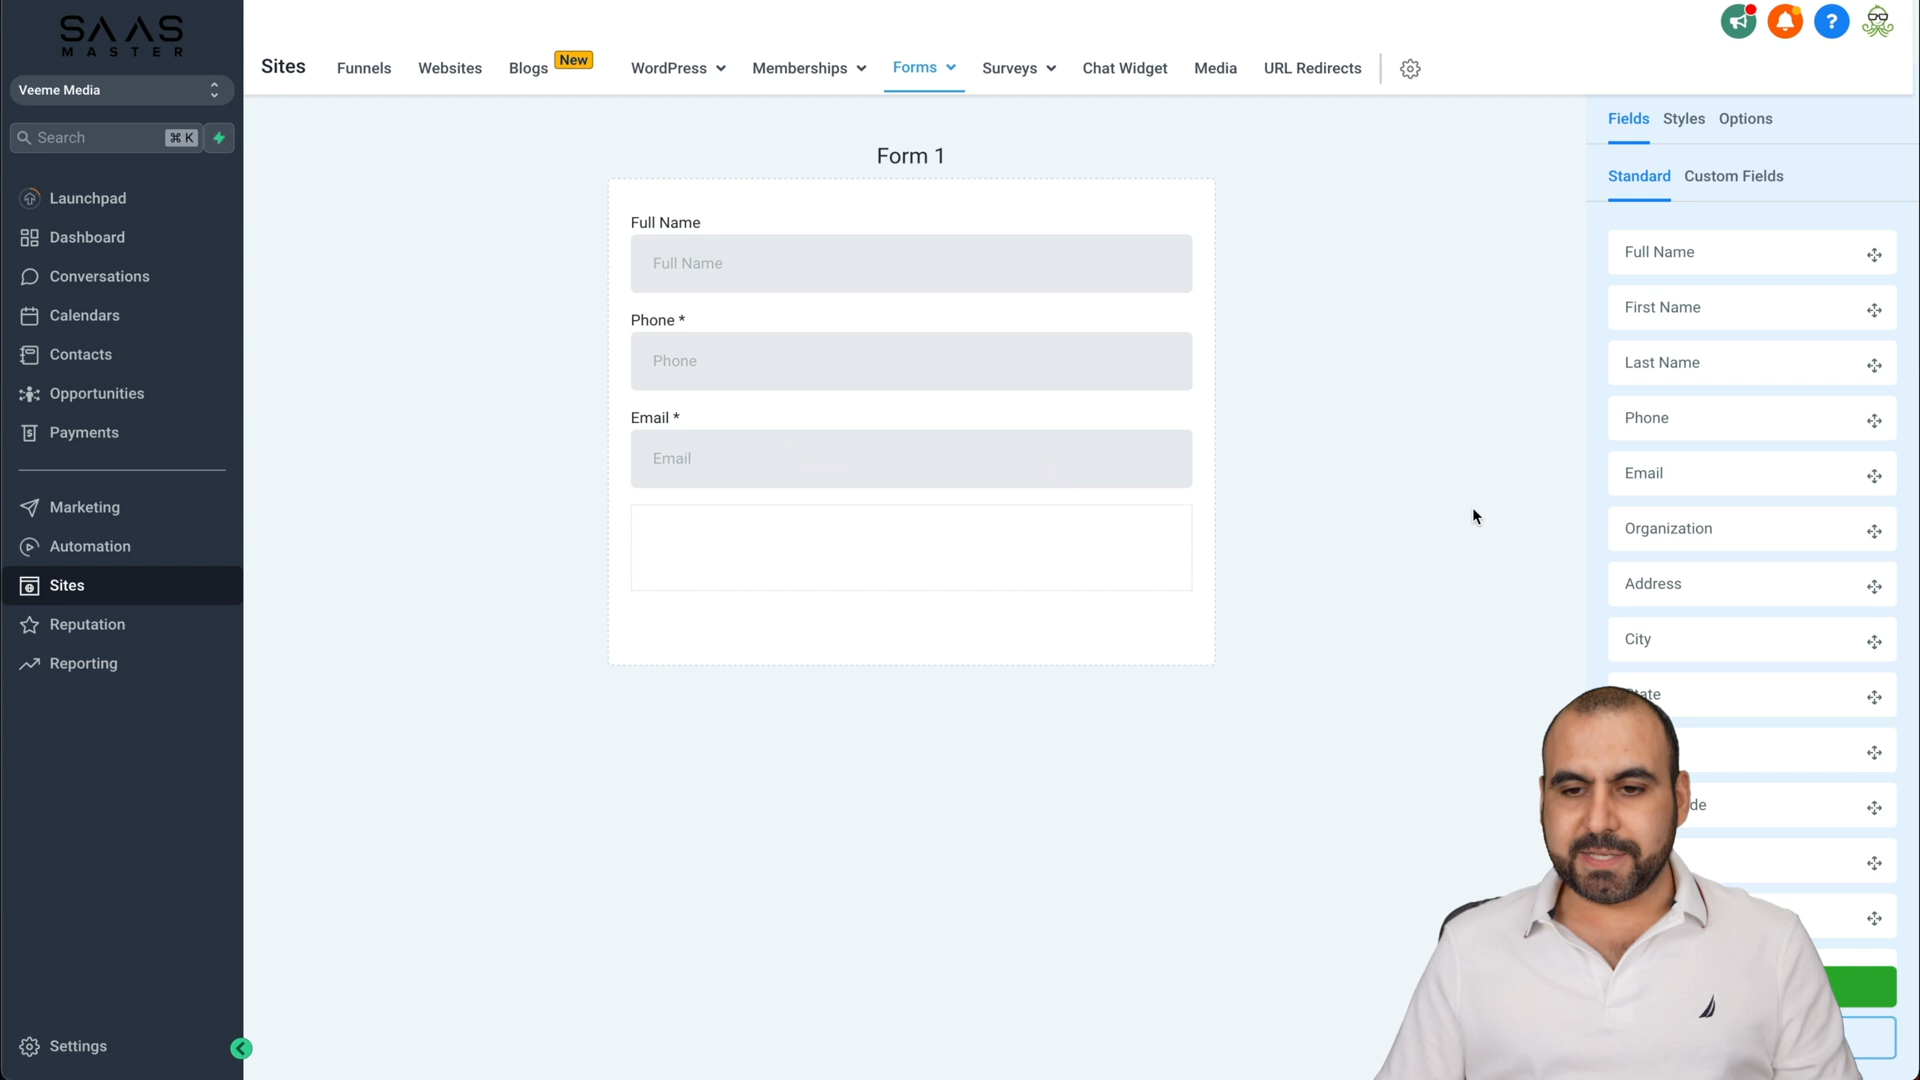 SAAS
MASTER
Veeme Media
Search
⌘ K
Launchpad
Dashboard
Conversations
Calendars
Contacts
Opportunities
Payments
Marketing
Automation
Sites
Reputation
Reporting
Settings
Sites
Funnels
Websites
Blogs
New
WordPress
Memberships
Forms
Surveys
Chat Widget
Media
URL Redirects
?
Form 1
Full Name
Full Name
Phone *
Phone
Email *
Email
Fields
Styles
Options
Standard
Custom Fields
Full Name
First Name
Last Name
Phone
Email
Organization
Address
City